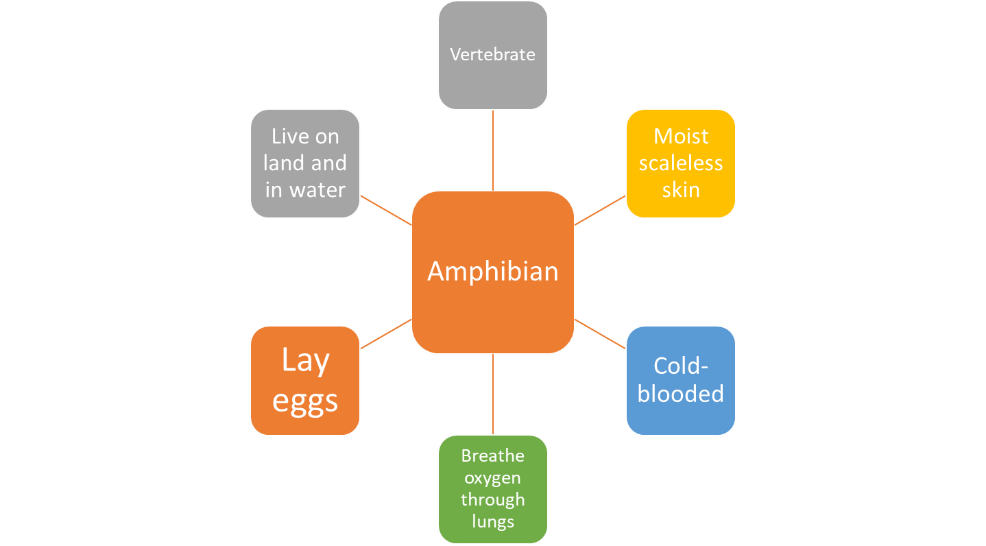 Vertebrate
Live on
land and
in water
Moist
scaleless
skin
Amphibian
Lay
eggs
Cold-
blooded
Breathe
oxygen
through
lungs